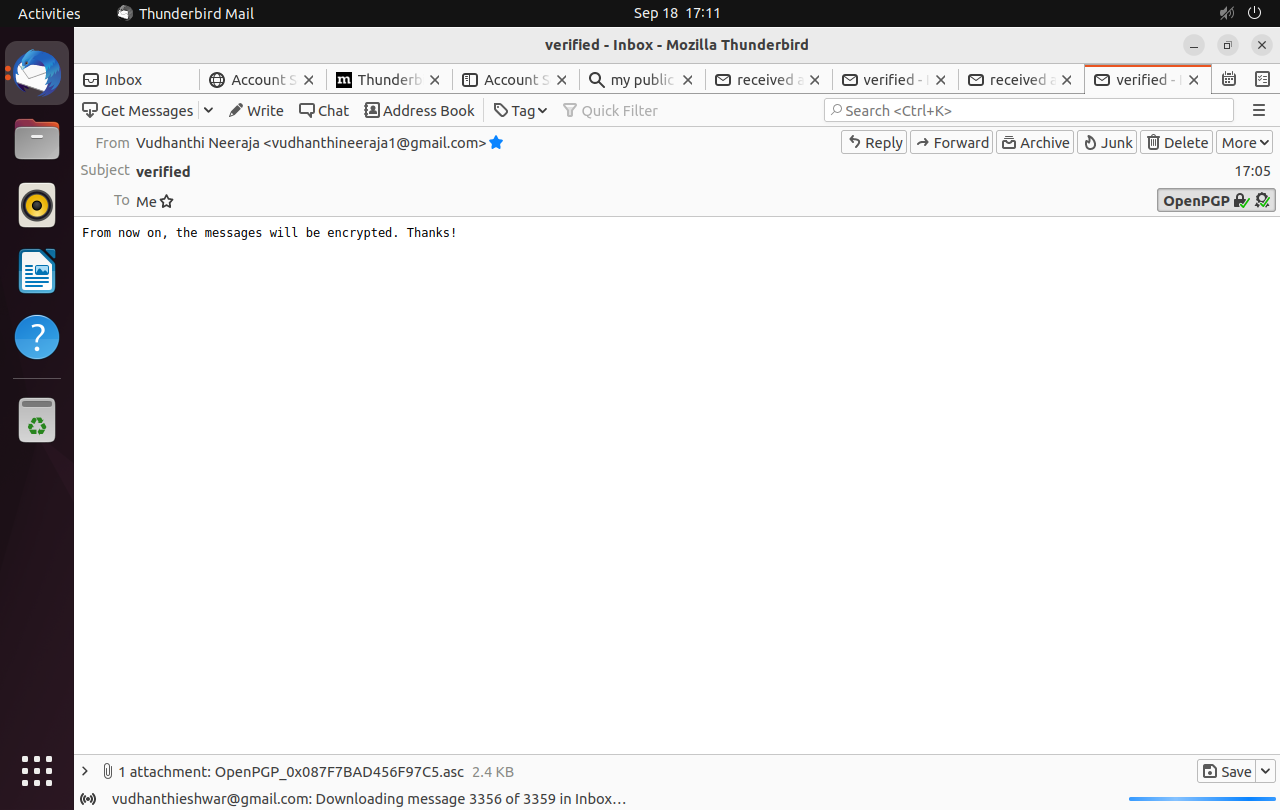 Activities Thunderbird Mail Sep 18 17:11
verified - Inbox - Mozilla Thunderbird
Inbox Account S Thunderb Account S my public received a verified - received a verified -
Get Messages Write Chat Address Book Tag Quick Filter Search <Ctrl+K>
From Vudhanthi Neeraja <vudhanthineeraja1@gmail.com> Reply Forward Archive Junk Delete More
Subject verified 17:05
To Me OpenPGP
From now on, the messages will be encrypted. Thanks!
1 attachment: OpenPGP_0x087F7BAD456F97C5.asc 2.4 KB Save
vudhanthieshwar@gmail.com: Downloading message 3356 of 3359 in Inbox…